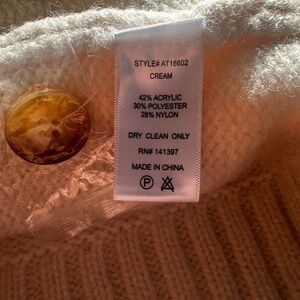 STYLE# AT16602
CREAM
42% ACRYLIC
30% POLYESTER
28% NYLON
DRY CLEAN ONLY
RN# 141397
MADE IN CHINA
P